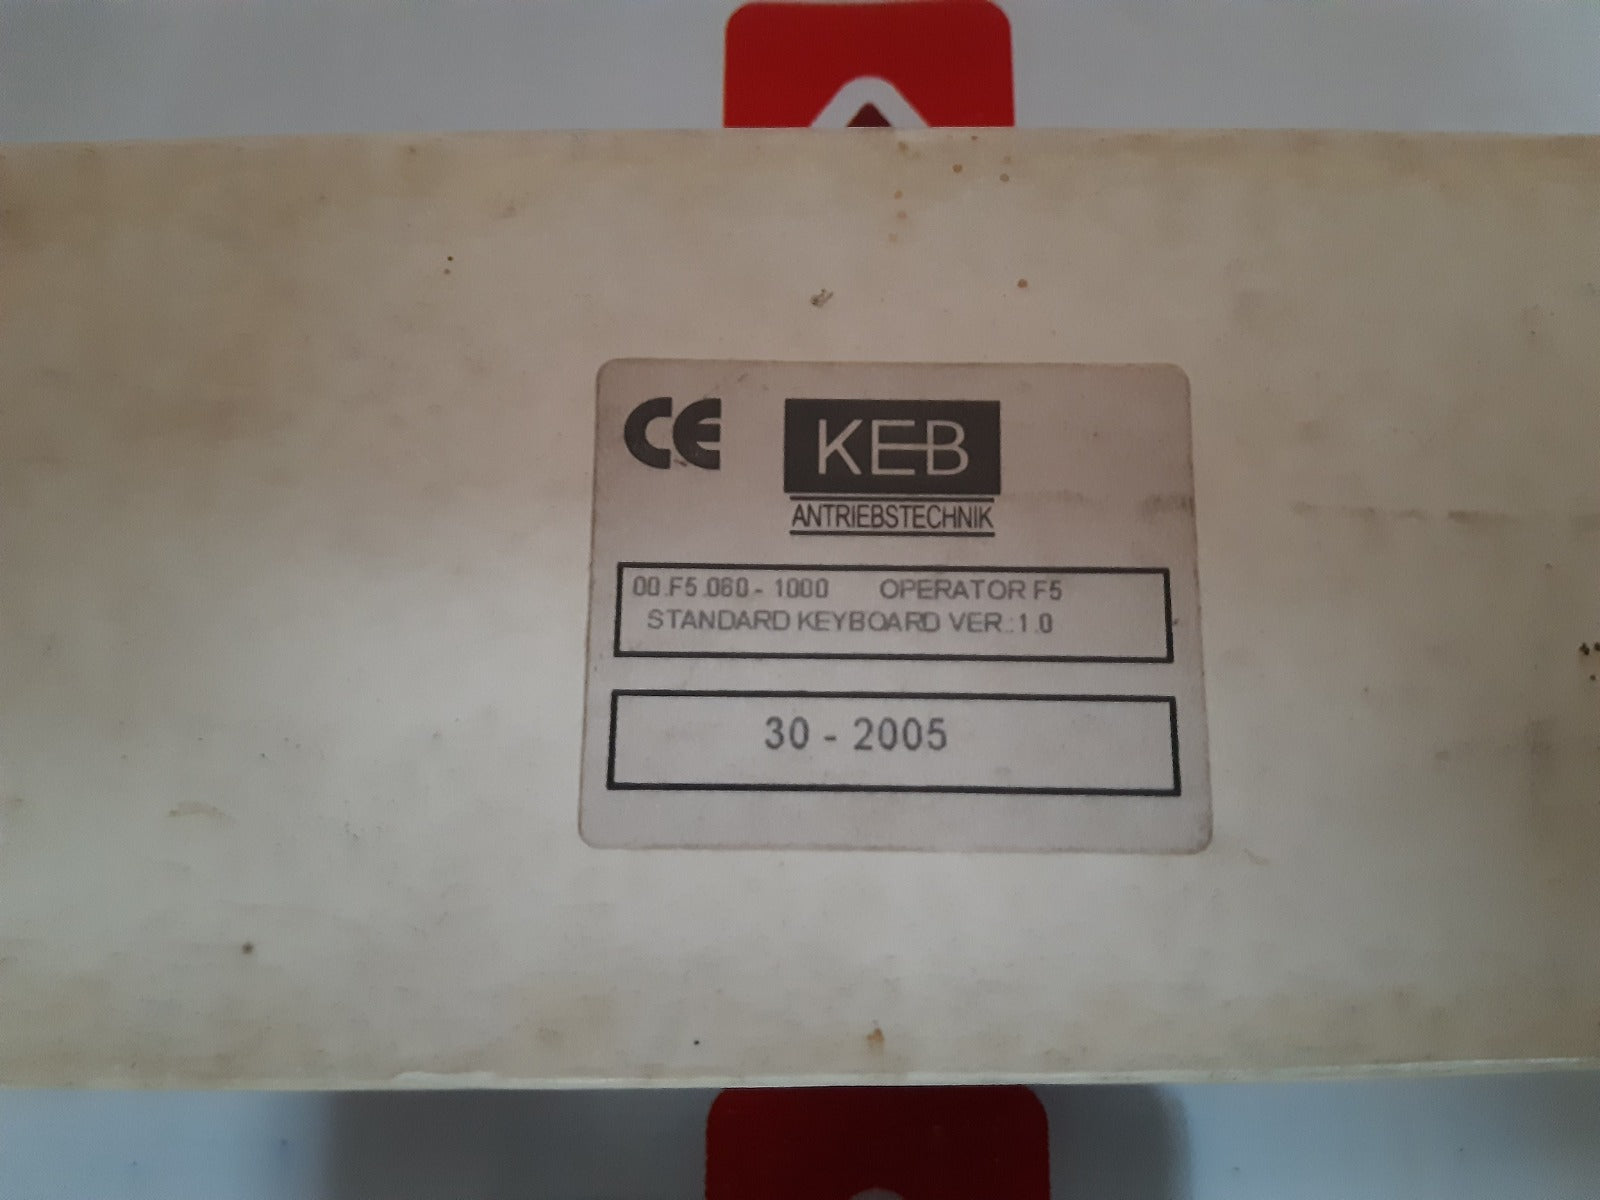 CE KEB
ANTRIEBSTECHNIK
00.F5.060-1000 OPERATOR F5
STANDARD KEYBOARD VER.:1.0
30 - 2005